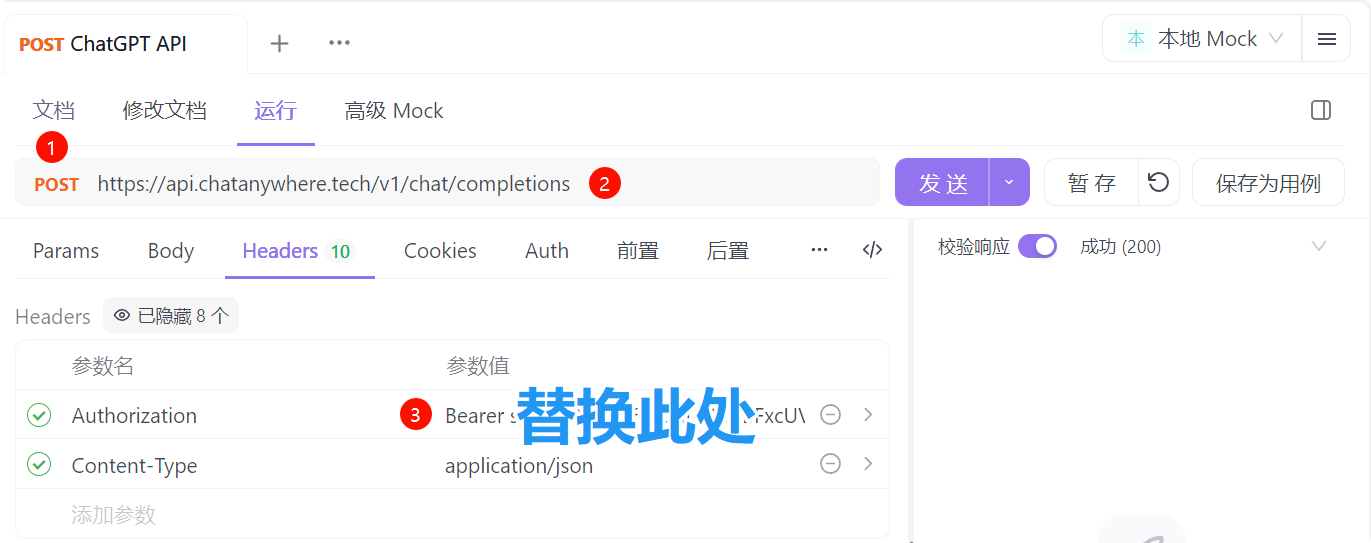 POST ChatGPT API
本 本地 Mock
文档 修改文档 运行 高级 Mock
1
POST https://api.chatanywhere.tech/v1/chat/completions 2 发 送 暂 存 保存为用例
Params Body Headers 10 Cookies Auth 前置 后置 校验响应 成功 (200)
Headers 已隐藏 8 个
参数名 参数值
Authorization 3 Bearer 替换此处 FxcUV
Content-Type application/json
添加参数